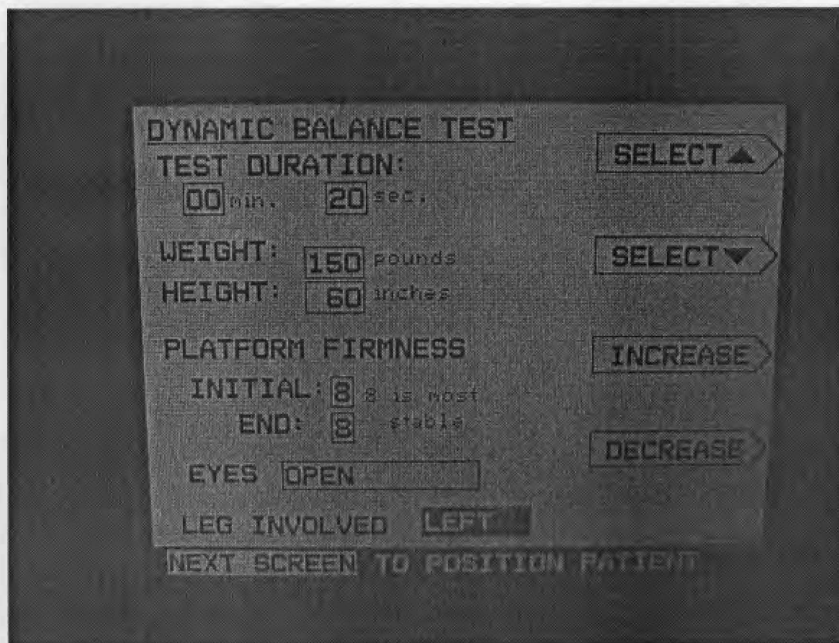 DYNAMIC BALANCE TEST
TEST DURATION:
00 min. 20 sec.
WEIGHT: 150 pounds
HEIGHT: 60 inches
PLATFORM FIRMNESS
INITIAL: 8 8 is most
END: 8 stable
EYES OPEN
LEG INVOLVED LEFT
NEXT SCREEN TO POSITION PATIENT
SELECT ▲
SELECT ▼
INCREASE
DECREASE